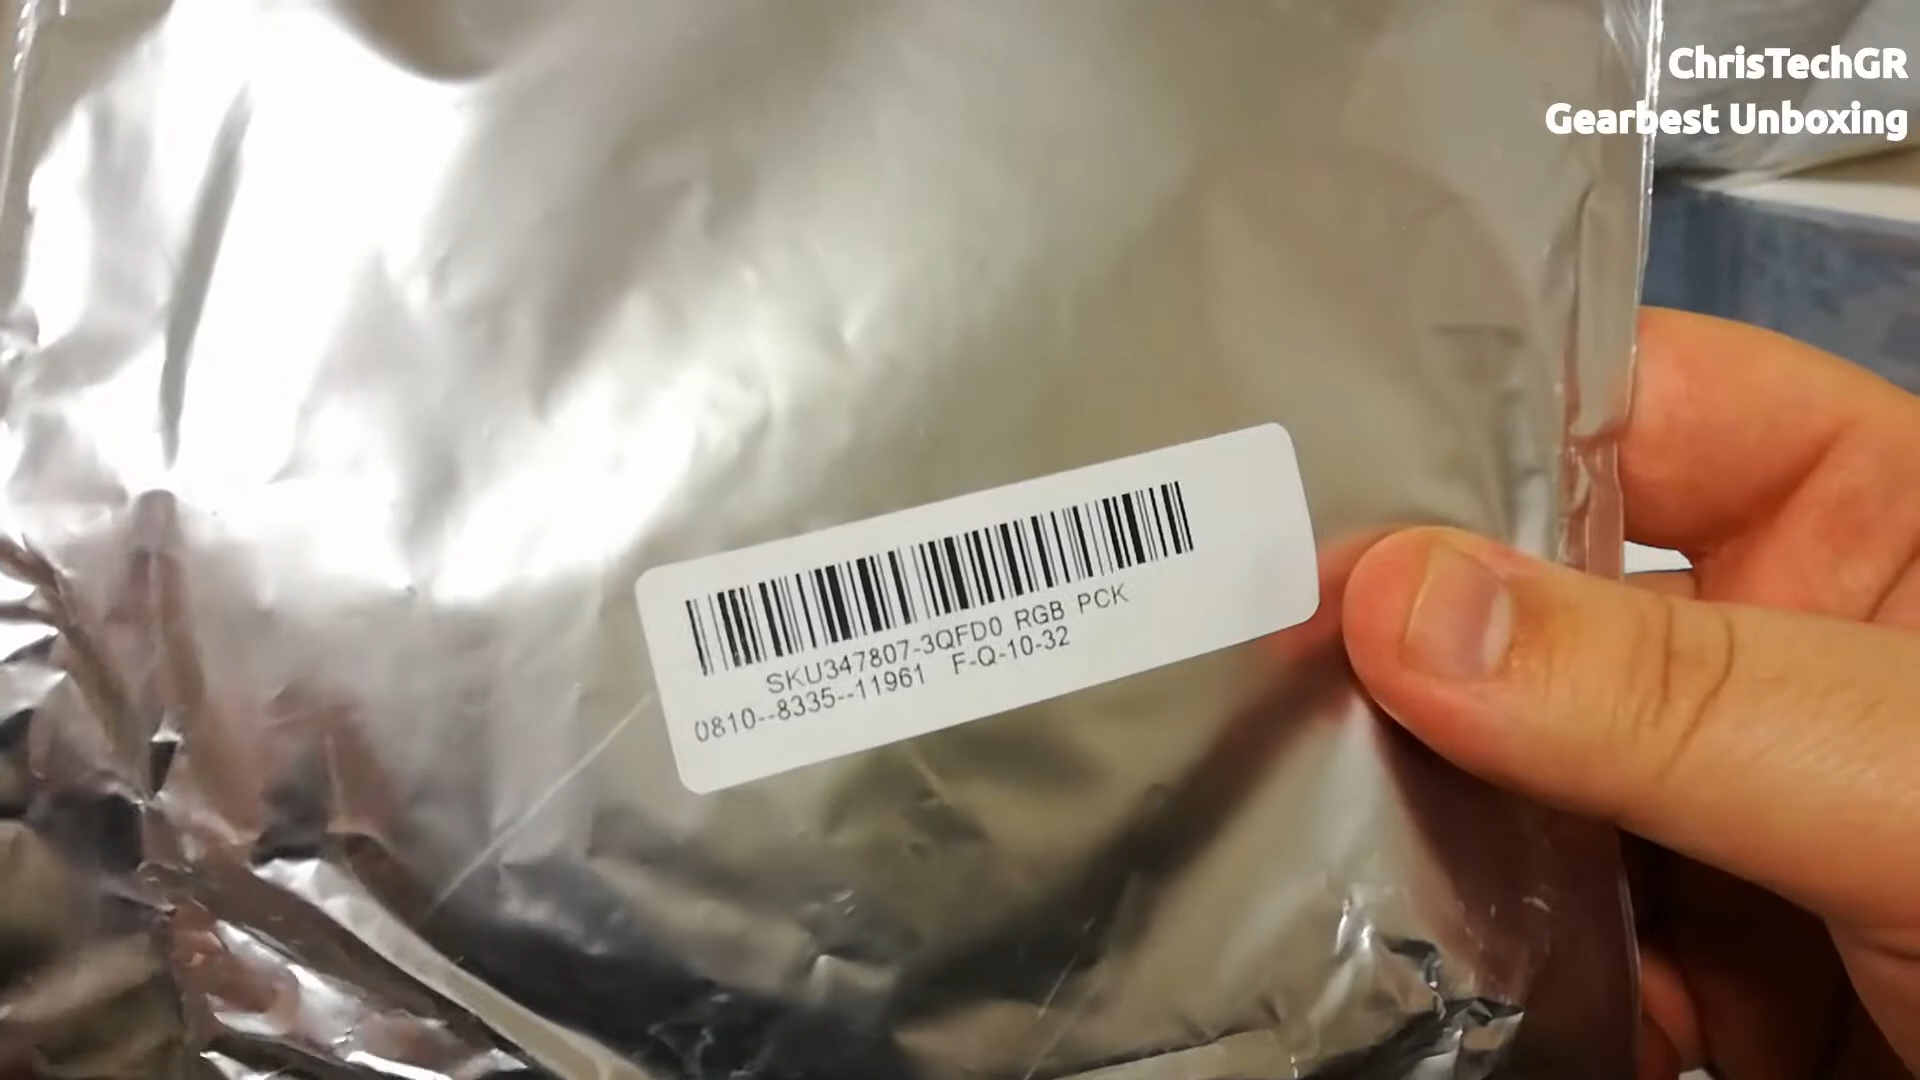 ChrisTechGR
Gearbest Unboxing
SKU347807-3QFD0 RGB PCK
0810--8335--11961 F-Q-10-32